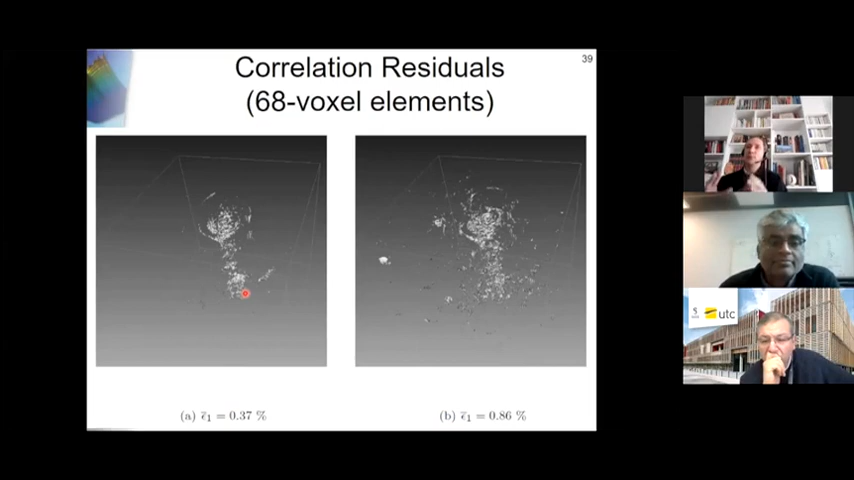 Correlation Residuals
(68-voxel elements)
39
(a) ε̄₁ = 0.37 %
(b) ε̄₁ = 0.86 %
utc